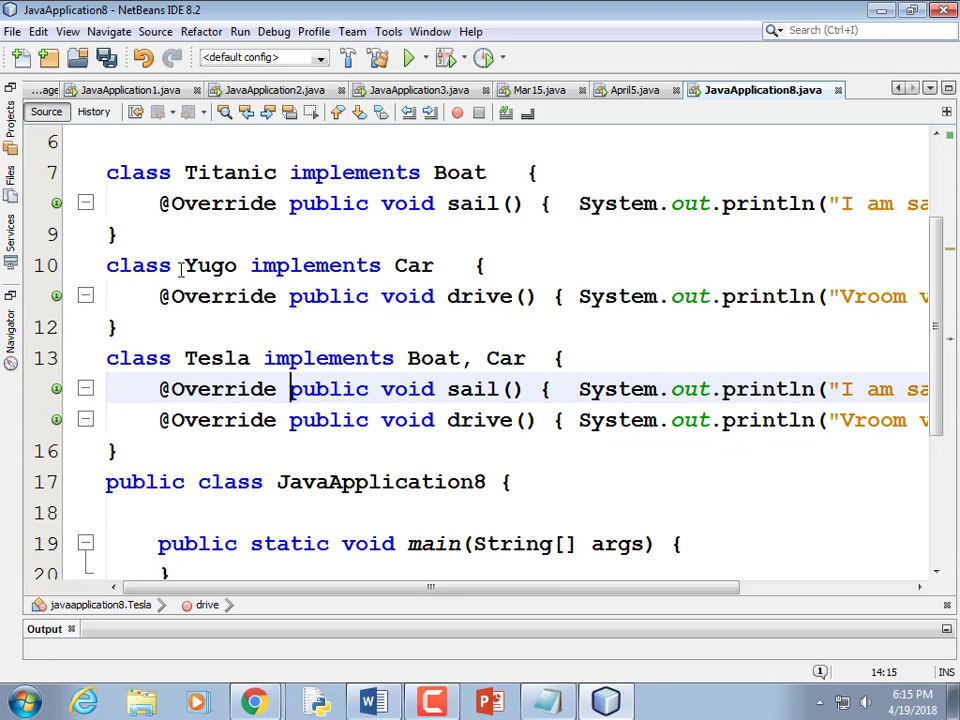 JavaApplication8 - NetBeans IDE 8.2
File Edit View Navigate Source Refactor Run Debug Profile Team Tools Window Help
Search (Ctrl+I)
<default config>
...age JavaApplication1.java JavaApplication2.java JavaApplication3.java Mar15.java April5.java JavaApplication8.java
Source History
Projects
Files
Services
Navigator
6
7 class Titanic implements Boat {
@Override public void sail() { System.out.println("I am sa
9 }
10 class Yugo implements Car {
@Override public void drive() { System.out.println("Vroom v
12 }
13 class Tesla implements Boat, Car {
@Override public void sail() { System.out.println("I am sa
@Override public void drive() { System.out.println("Vroom v
16 }
17 public class JavaApplication8 {
18
19 public static void main(String[] args) {
20 }
javaapplication8.Tesla drive
Output
1 14:15 INS
6:15 PM
4/19/2018